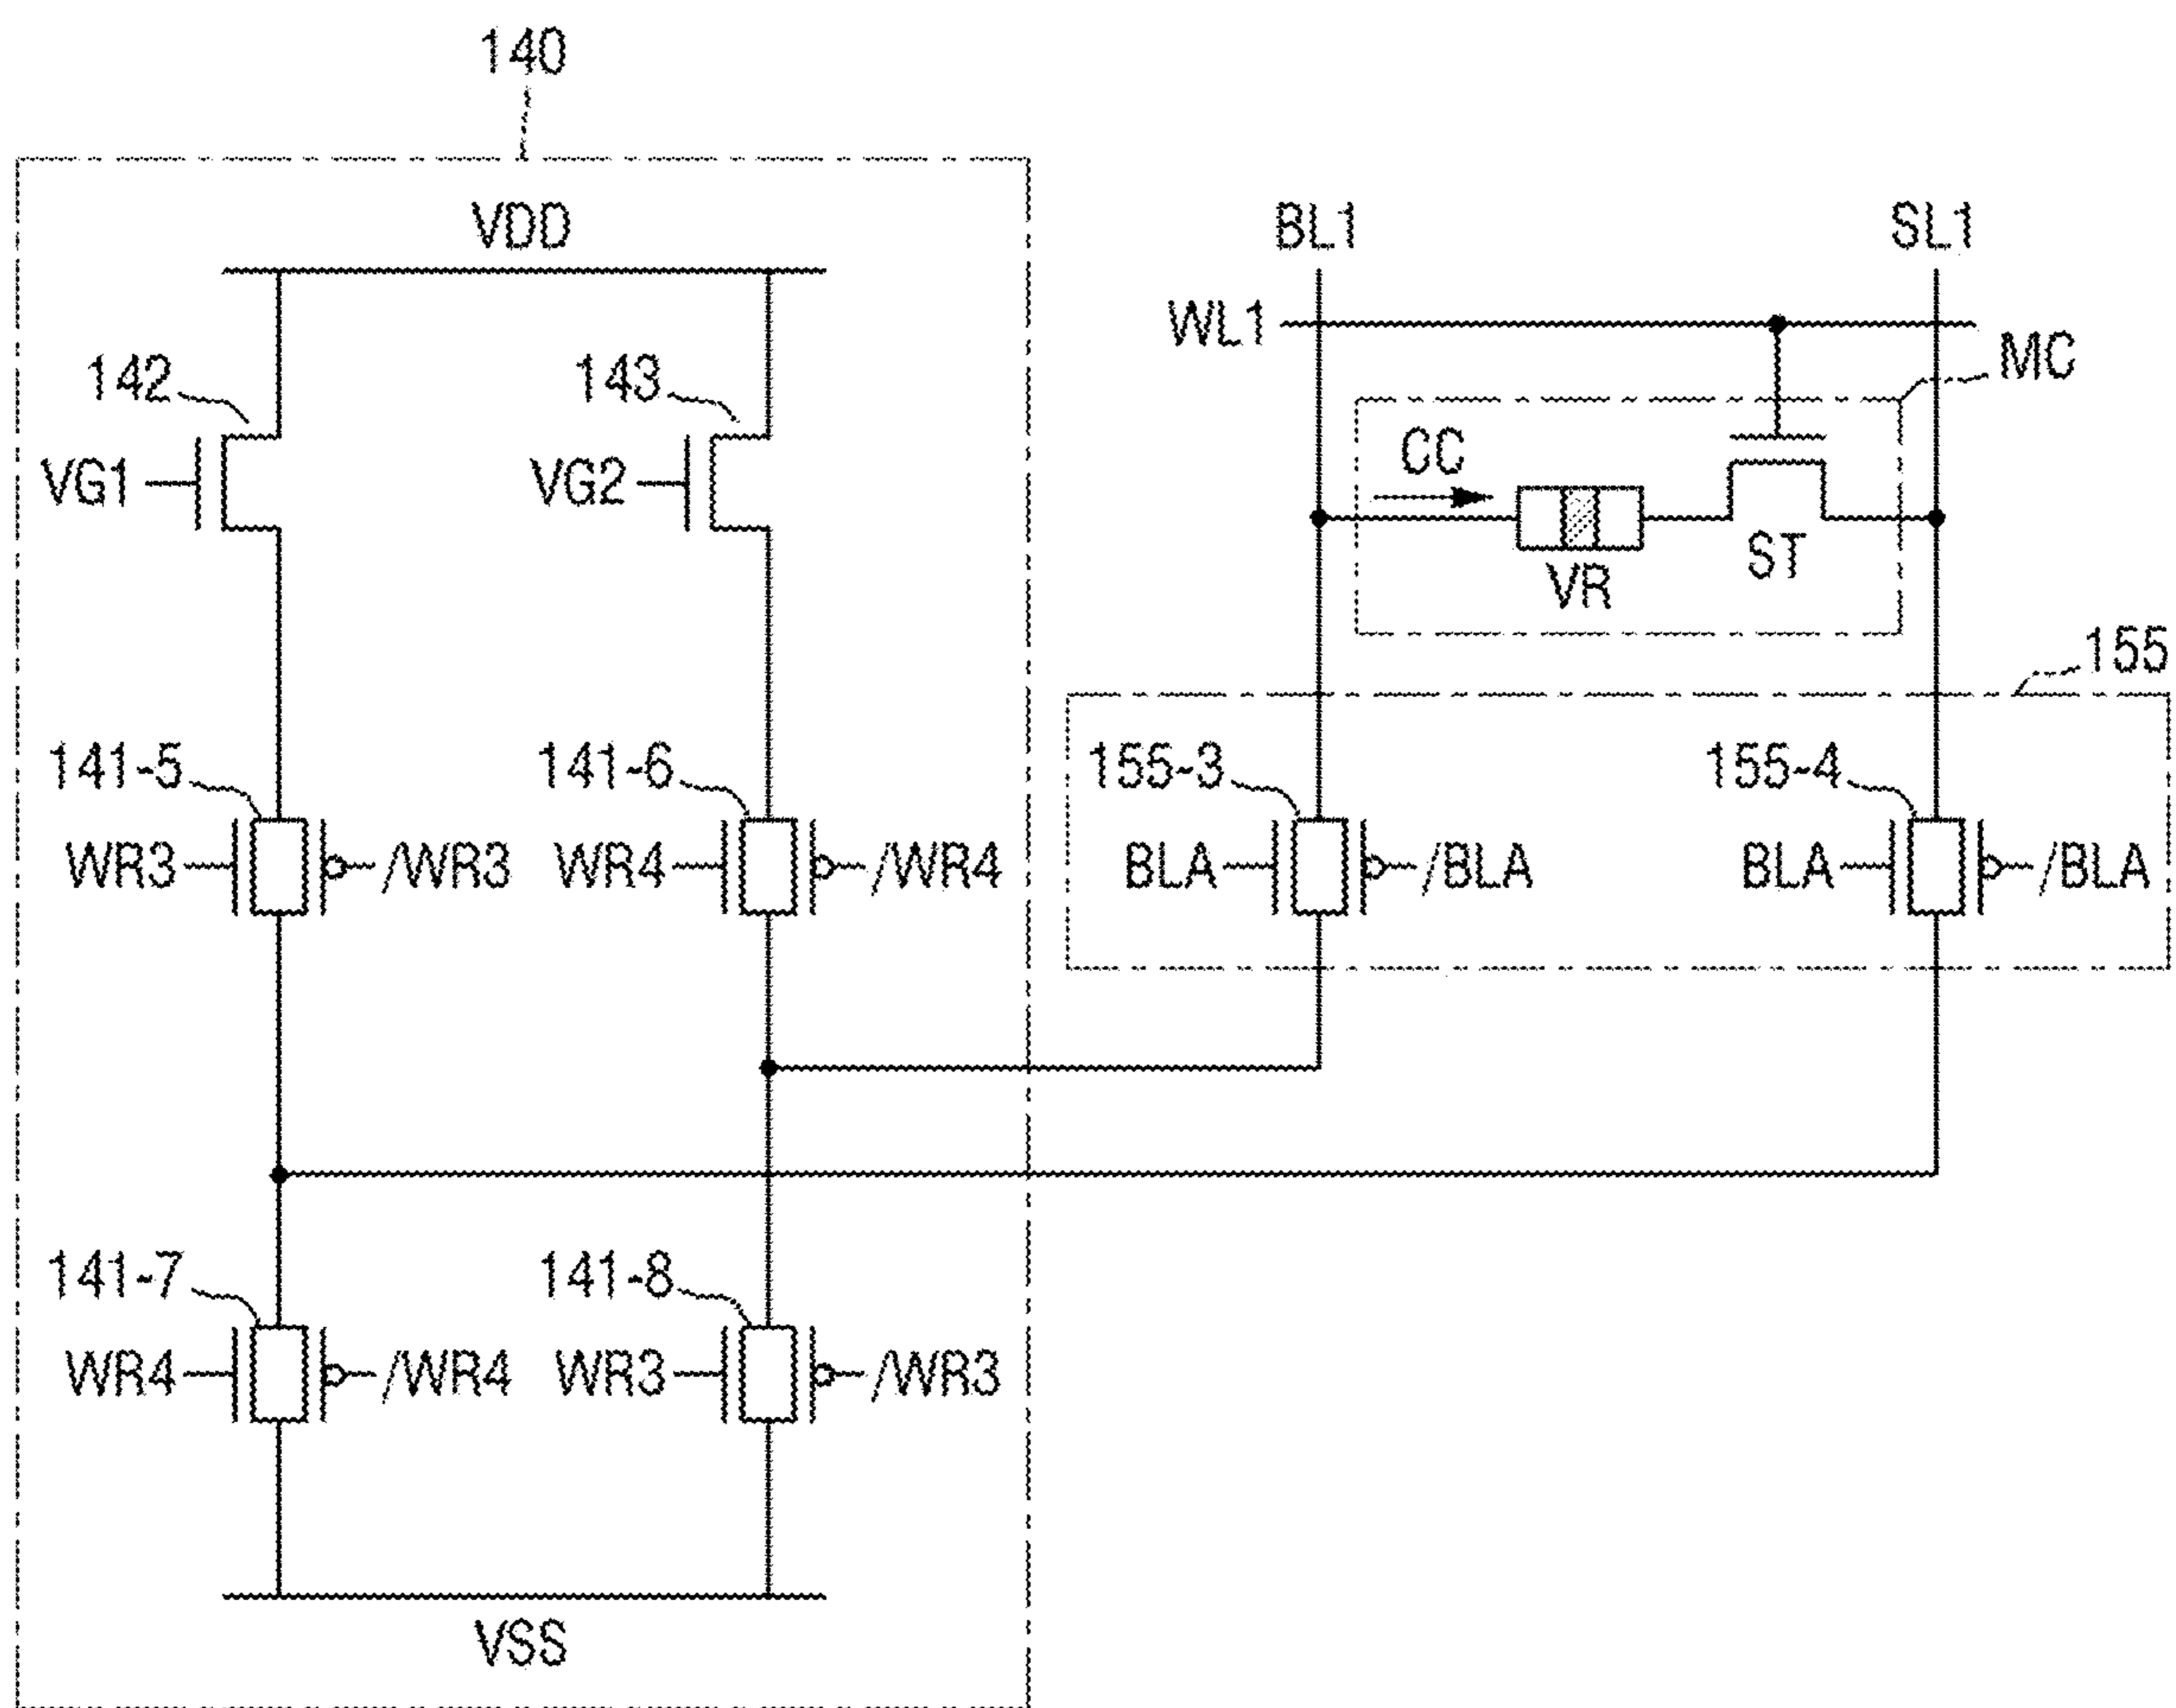 140
VDD
BL1
SL1
WL1
MC
142
143
CC
VG1
VG2
ST
VR
155
141-5
141-6
155-3
155-4
WR3
/WR3
WR4
/WR4
BLA
/BLA
BLA
/BLA
141-7
141-8
WR4
/WR4
WR3
/WR3
VSS